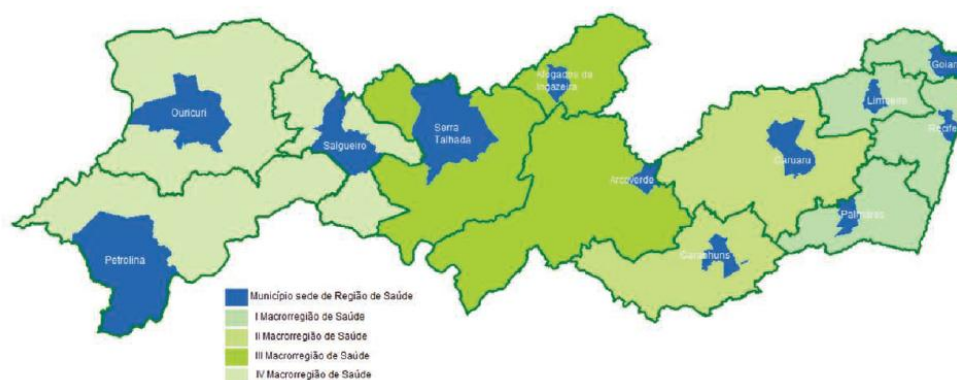 Ouricuri
Salgueiro
Serra
Talhada
Afogados da
Ingazeira
Petrolina
Arcoverde
Caruaru
Garanhuns
Palmares
Limoeiro
Goian
Recife
Município sede de Região de Saúde
I Macrorregião de Saúde
II Macrorregião de Saúde
III Macrorregião de Saúde
IV Macrorregião de Saúde